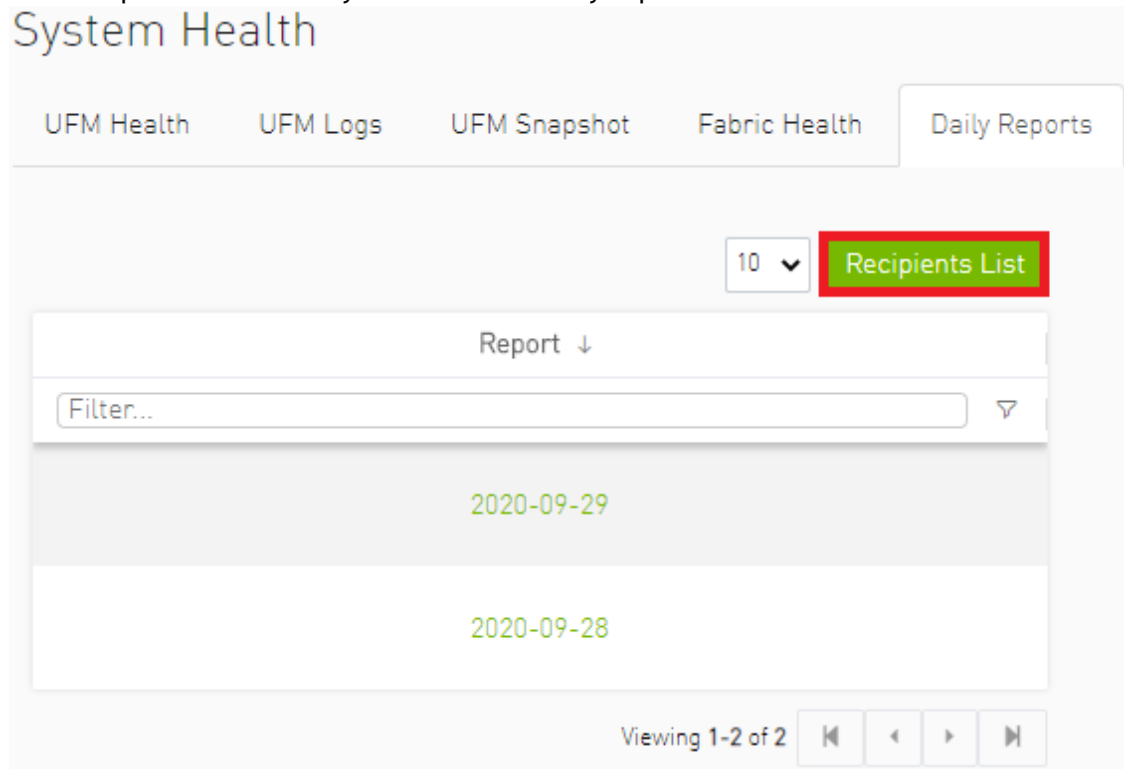 System Health
UFM Health UFM Logs UFM Snapshot Fabric Health Daily Reports
10 Recipients List
Report ↓
Filter...
2020-09-29
2020-09-28
Viewing 1-2 of 2